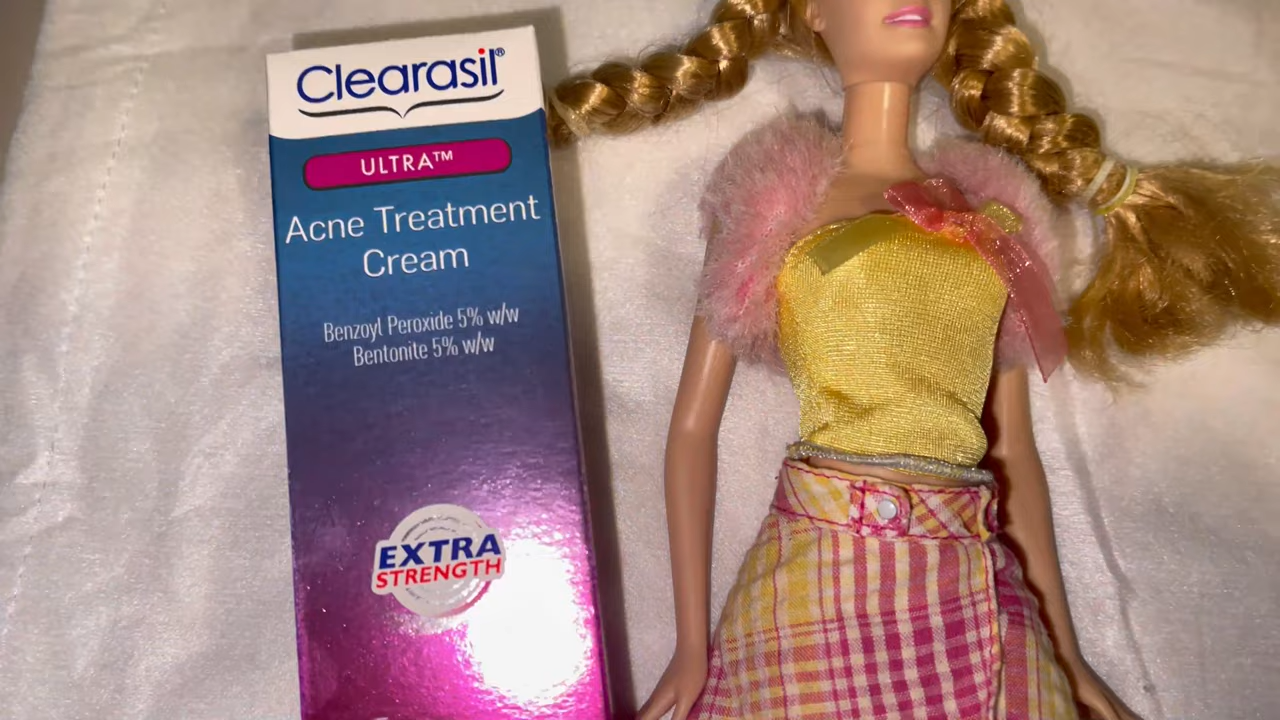 Clearasil®
ULTRA™
Acne Treatment
Cream
Benzoyl Peroxide 5% w/w
Bentonite 5% w/w
EXTRA
STRENGTH